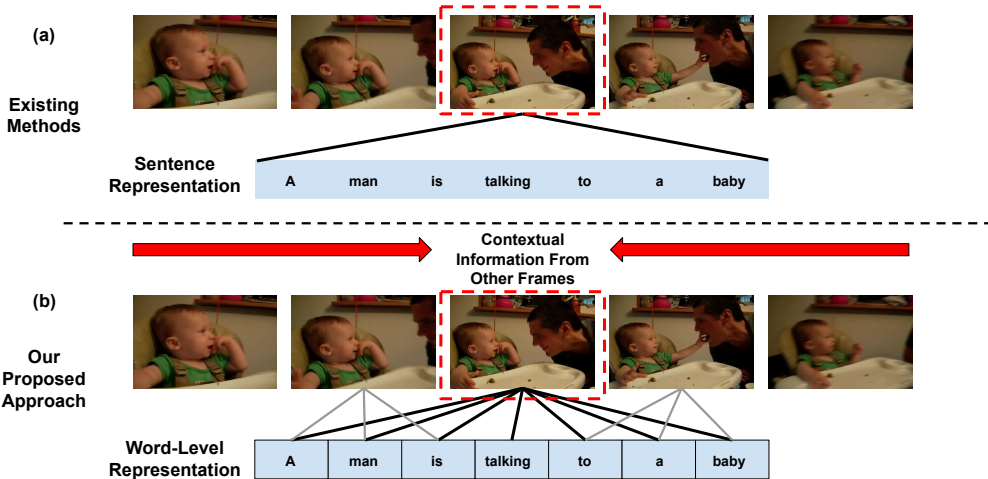 (a)
Existing
Methods
Sentence
Representation
A man is talking to a baby
Contextual
Information From
Other Frames
(b)
Our
Proposed
Approach
Word-Level
Representation
A man is talking to a baby